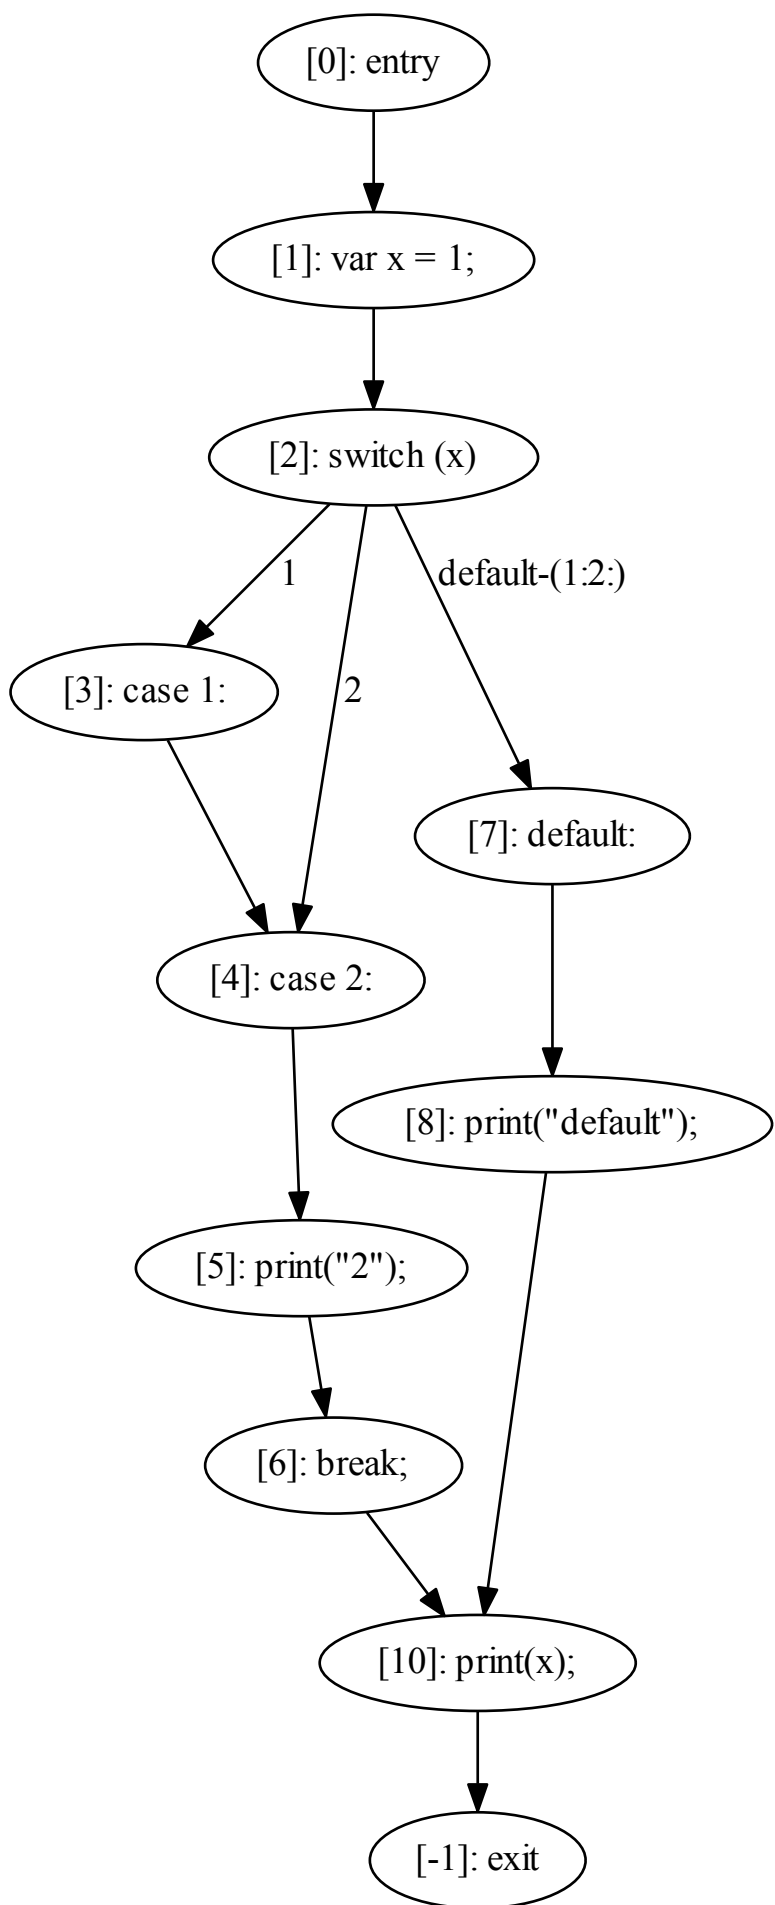 [0]: entry
[1]: var x = 1;
[2]: switch (x)
1
default-(1:2:)
[3]: case 1:
2
[7]: default:
[4]: case 2:
[8]: print("default");
[5]: print("2");
[6]: break;
[10]: print(x);
[-1]: exit